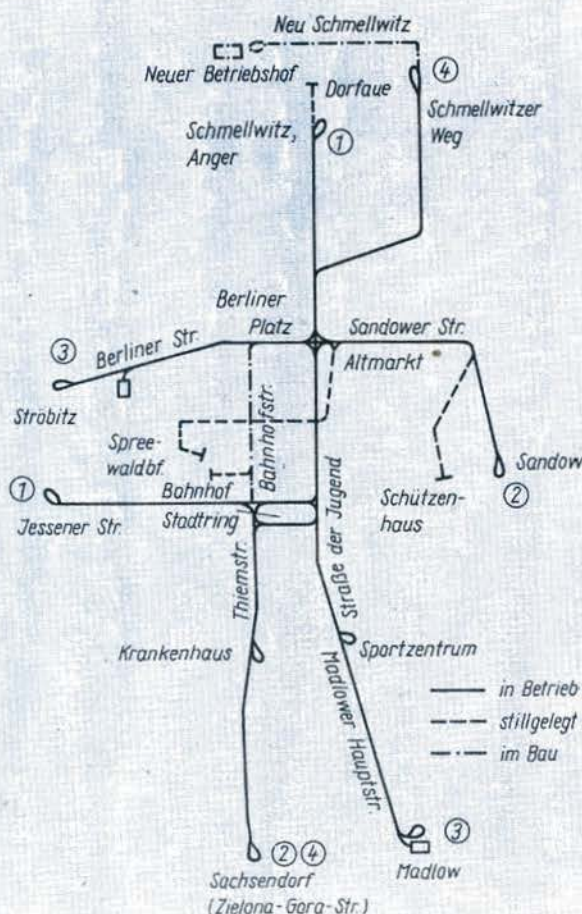 Neu Schmellwitz
Neuer Betriebshof
④
Dorfaue
Schmellwitzer
Weg
Schmellwitz,
Anger
①
Berliner
Platz
Sandower Str.
Altmarkt
③
Berliner Str.
Ströbitz
Spree-
waldbf.
Bahnhofstr.
Sandow
②
Schützen-
haus
①
Jessener Str.
Bahnhof
Stadtring
Straße der Jugend
Thiemstr.
Krankenhaus
Sportzentrum
Madlower Hauptstr.
in Betrieb
stillgelegt
im Bau
③
Madlow
② ④
Sachsendorf
(Zielona-Gora-Str.)